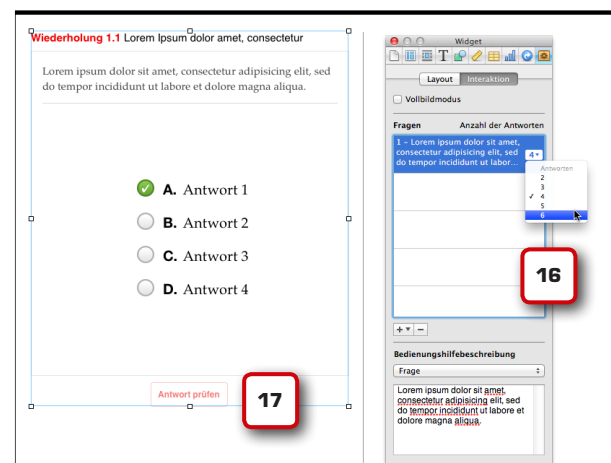 Wiederholung 1.1 Lorem Ipsum dolor amet, consectetur
Lorem ipsum dolor sit amet, consectetur adipisicing elit, sed
do tempor incididunt ut labore et dolore magna aliqua.
A. Antwort 1
B. Antwort 2
C. Antwort 3
D. Antwort 4
Antwort prüfen
17
Widget
Layout
Interaktion
Vollbildmodus
Fragen Anzahl der Antworten
1 – Lorem ipsum dolor sit amet,
consectetur adipisicing elit, sed
do tempor incididunt ut labor...
4
Antworten
2
3
✓ 4
5
6
16
+ −
Bedienungshilfebeschreibung
Frage
Lorem ipsum dolor sit amet,
consectetur adipisicing elit, sed
do tempor incididunt ut labore et
dolore magna aliqua.